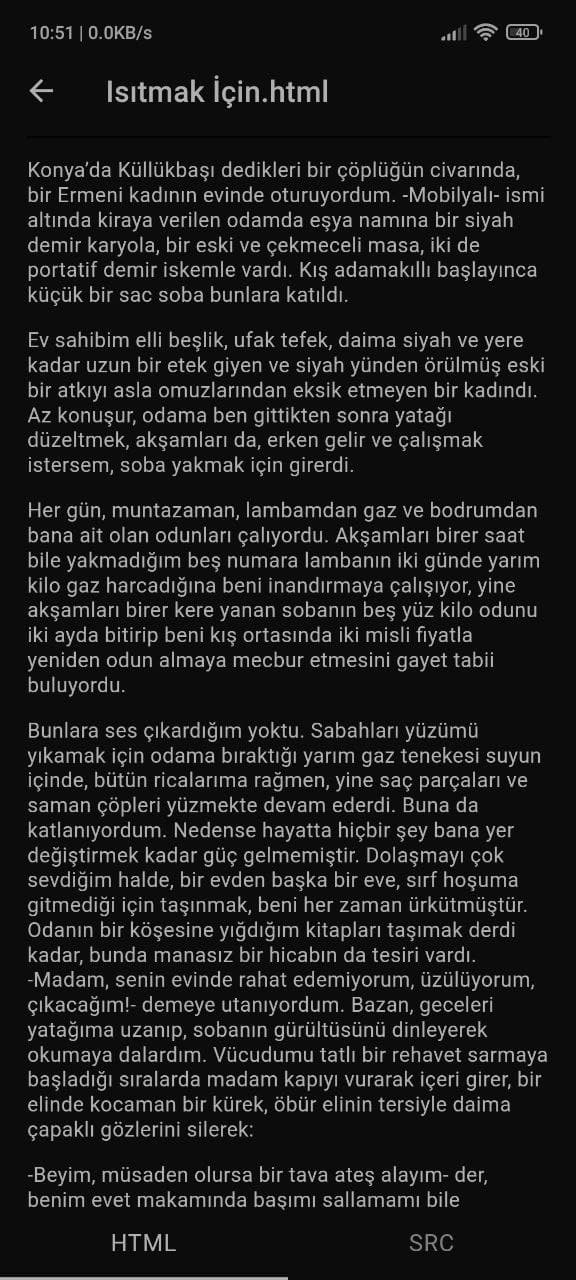 10:51 | 0.0KB/s
40
Isıtmak İçin.html
Konya’da Küllükbaşı dedikleri bir çöplüğün civarında,
bir Ermeni kadının evinde oturuyordum. -Mobilyalı- ismi
altında kiraya verilen odamda eşya namına bir siyah
demir karyola, bir eski ve çekmeceli masa, iki de
portatif demir iskemle vardı. Kış adamakıllı başlayınca
küçük bir sac soba bunlara katıldı.
Ev sahibim elli beşlik, ufak tefek, daima siyah ve yere
kadar uzun bir etek giyen ve siyah yünden örülmüş eski
bir atkıyı asla omuzlarından eksik etmeyen bir kadındı.
Az konuşur, odama ben gittikten sonra yatağı
düzeltmek, akşamları da, erken gelir ve çalışmak
istersem, soba yakmak için girerdi.
Her gün, muntazaman, lambamdan gaz ve bodrumdan
bana ait olan odunları çalıyordu. Akşamları birer saat
bile yakmadığım beş numara lambanın iki günde yarım
kilo gaz harcadığına beni inandırmaya çalışıyor, yine
akşamları birer kere yanan sobanın beş yüz kilo odunu
iki ayda bitirip beni kış ortasında iki misli fiyatla
yeniden odun almaya mecbur etmesini gayet tabii
buluyordu.
Bunlara ses çıkardığım yoktu. Sabahları yüzümü
yıkamak için odama bıraktığı yarım gaz tenekesi suyun
içinde, bütün ricalarıma rağmen, yine saç parçaları ve
saman çöpleri yüzmekte devam ederdi. Buna da
katlanıyordum. Nedense hayatta hiçbir şey bana yer
değiştirmek kadar güç gelmemiştir. Dolaşmayı çok
sevdiğim halde, bir evden başka bir eve, sırf hoşuma
gitmediği için taşınmak, beni her zaman ürkütmüştür.
Odanın bir köşesine yığdığım kitapları taşımak derdi
kadar, bunda manasız bir hicabın da tesiri vardı.
-Madam, senin evinde rahat edemiyorum, üzülüyorum,
çıkacağım!- demeye utanıyordum. Bazan, geceleri
yatağıma uzanıp, sobanın gürültüsünü dinleyerek
okumaya dalardım. Vücudumu tatlı bir rehavet sarmaya
başladığı sıralarda madam kapıyı vurarak içeri girer, bir
elinde kocaman bir kürek, öbür elinin tersiyle daima
çapaklı gözlerini silerek:
-Beyim, müsaden olursa bir tava ateş alayım- der,
benim evet makamında başımı sallamamı bile
HTML
SRC